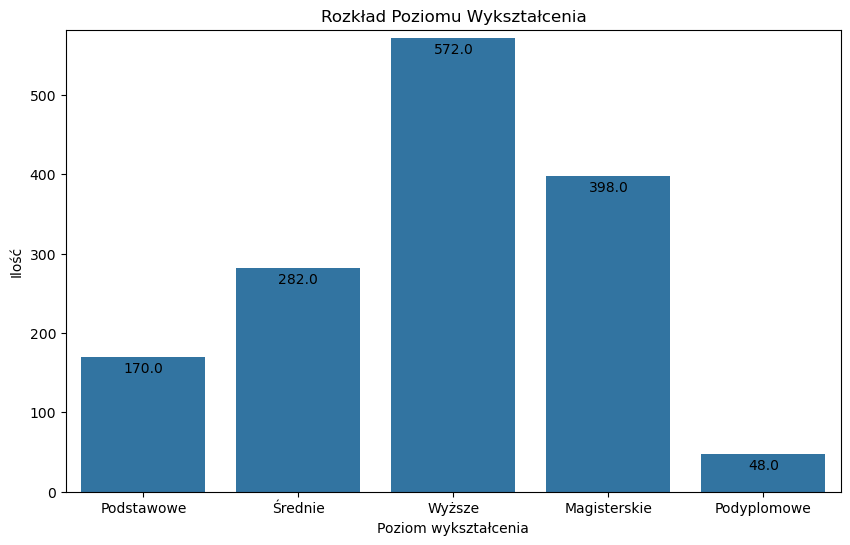 Rozkład Poziomu Wykształcenia
Ilość
500
400
300
200
100
0
170.0
282.0
572.0
398.0
48.0
Podstawowe
Średnie
Wyższe
Magisterskie
Podyplomowe
Poziom wykształcenia